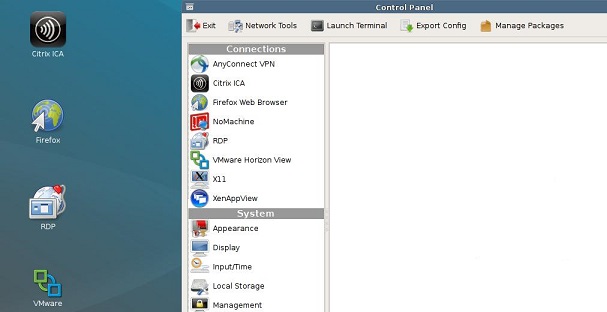 Control Panel
Exit Network Tools Launch Terminal Export Config Manage Packages
Citrix ICA
Firefox
RDP
VMware
Connections
AnyConnect VPN
Citrix ICA
Firefox Web Browser
NoMachine
RDP
VMware Horizon View
X11
XenAppView
System
Appearance
Display
Input/Time
Local Storage
Management